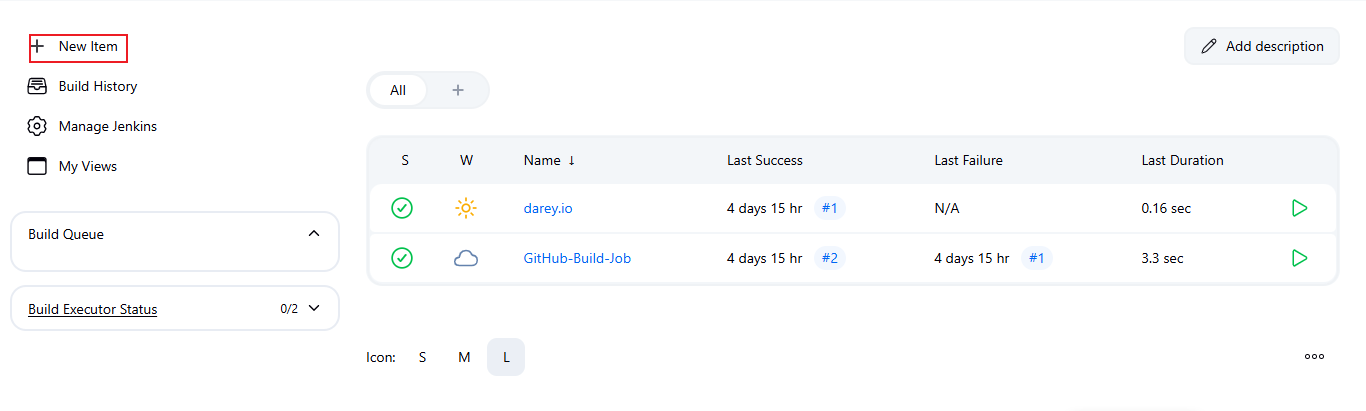 New Item
Build History
Manage Jenkins
My Views
Build Queue
Build Executor Status 0/2
Add description
All +
S W Name ↓ Last Success Last Failure Last Duration
darey.io 4 days 15 hr #1 N/A 0.16 sec
GitHub-Build-Job 4 days 15 hr #2 4 days 15 hr #1 3.3 sec
Icon: S M L